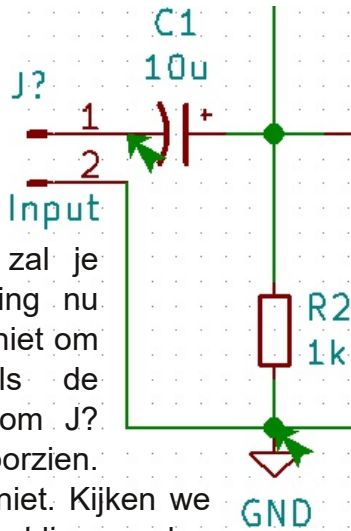 C1
10u
J?
1
2
Input
+
R2
1k
GND
zal je
ing nu
niet om
ls de
om J?
orzien.
niet. Kijken we